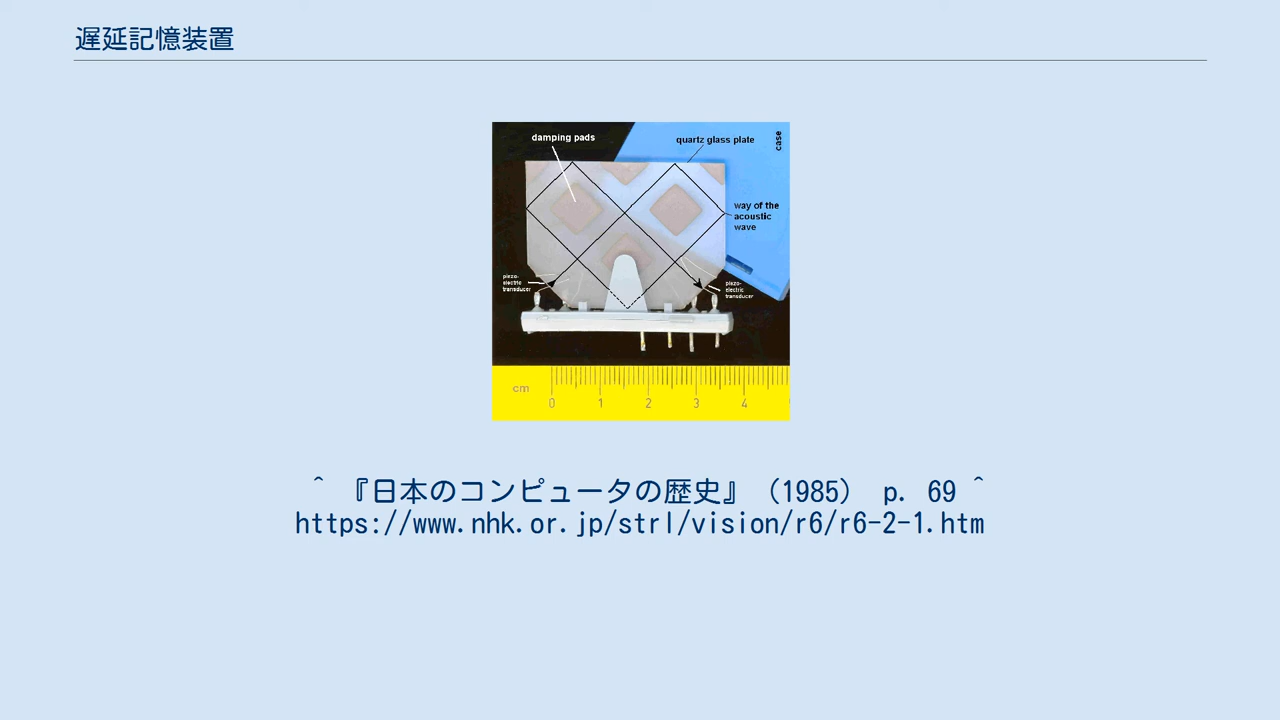 遅延記憶装置
damping pads
quartz glass plate
case
way of the
acoustic
wave
piezo-
electric
transducer
piezo-
electric
transducer
cm
0 1 2 3 4
^ 『日本のコンピュータの歴史』（1985） p. 69 ^
https://www.nhk.or.jp/strl/vision/r6/r6-2-1.htm